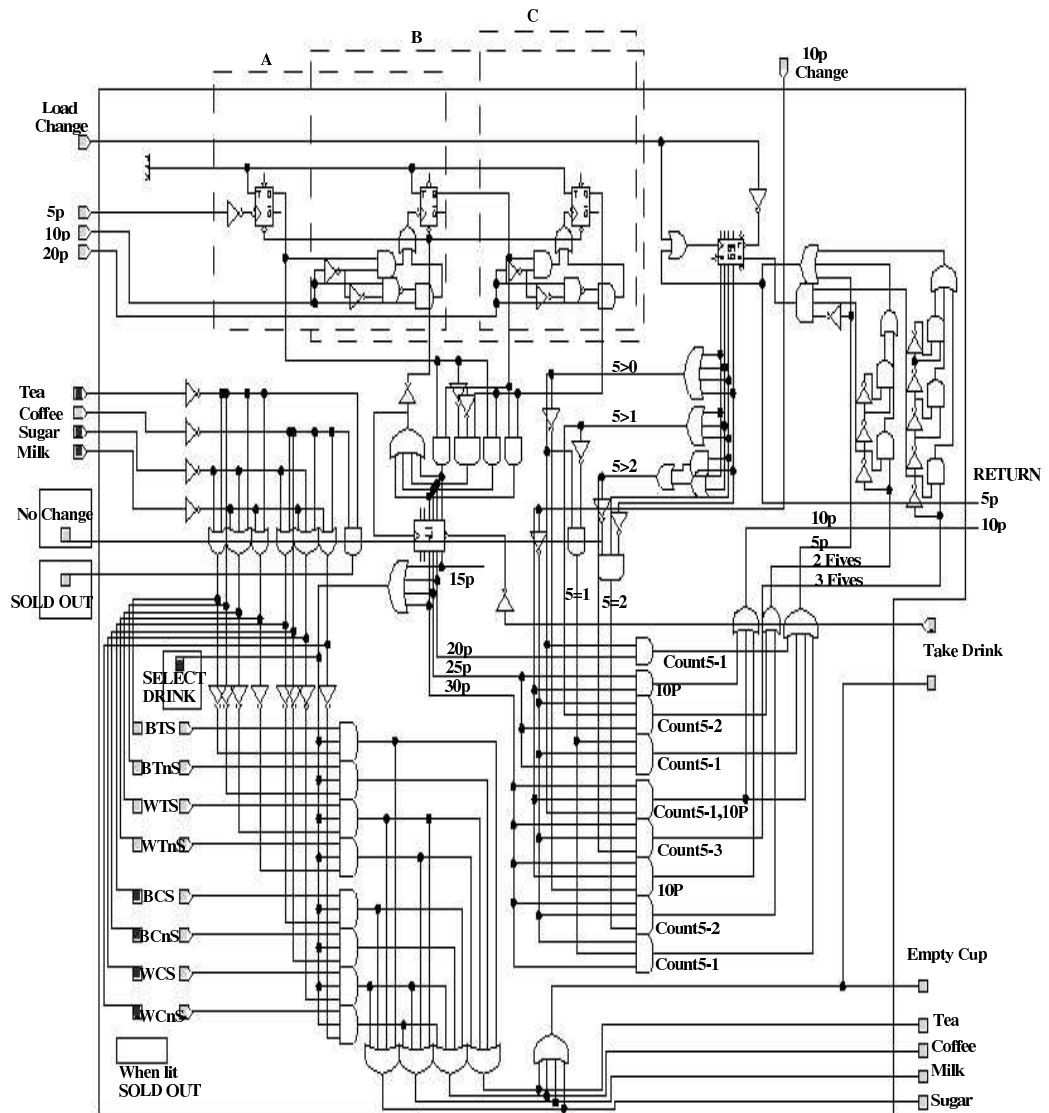 C
B
A
10p
Change
Load
Change
5p
10p
20p
5>0
5>1
5>2
Tea
Coffee
Sugar
Milk
RETURN
5p
10p
No Change
10p
5p
2 Fives
3 Fives
SOLD OUT
15p
5=1
5=2
20p
25p
30p
Take Drink
Count5-1
SELECT
DRINK
10P
Count5-2
BTS
BTnS
Count5-1
WTS
Count5-1,10P
WTnS
Count5-3
BCS
10P
Count5-2
BCnS
Count5-1
Empty Cup
WCS
WCnS
Tea
Coffee
When lit
SOLD OUT
Milk
Sugar